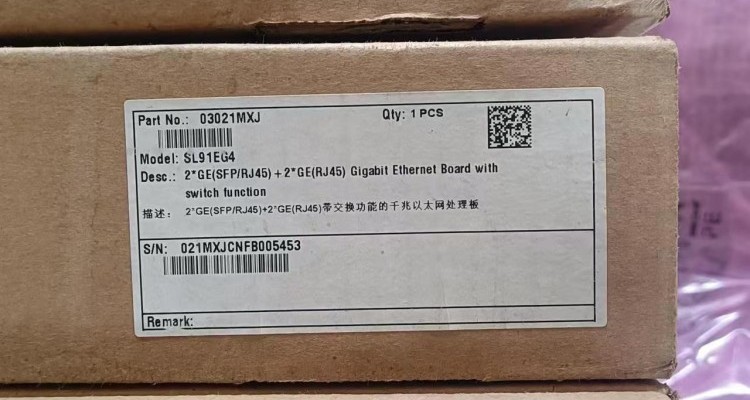 Part No.: 03021MXJ Qty: 1 PCS
Model: SL91EG4
Desc.: 2*GE(SFP/RJ45)+2*GE(RJ45) Gigabit Ethernet Board with
switch function
描述： 2*GE(SFP/RJ45)+2*GE(RJ45)带交换功能的千兆以太网处理板
S/N: 021MXJCNFB005453
Remark: